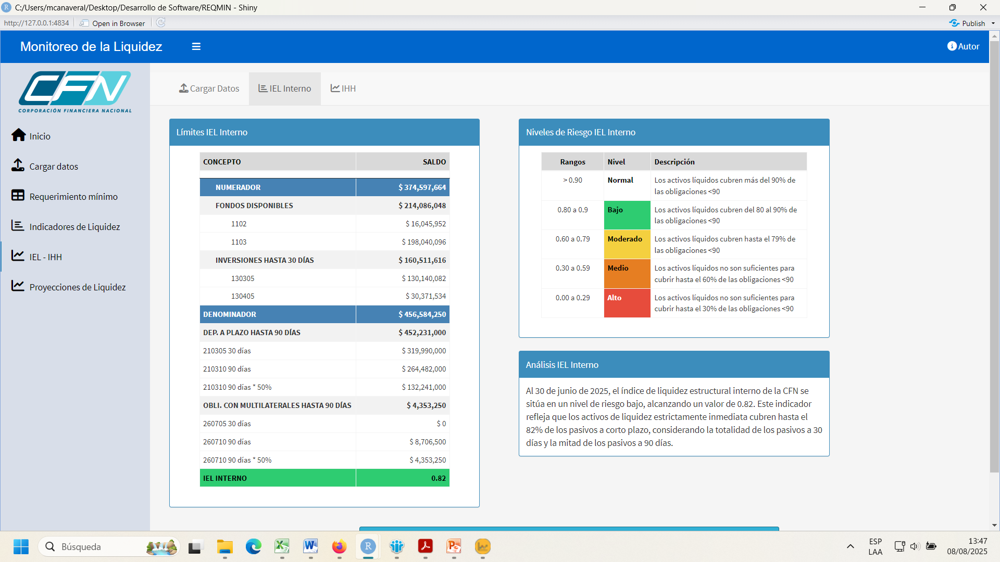 C:/Users/mcanaveral/Desktop/Desarrollo de Software/REQMIN - Shiny
http://127.0.0.1:4834
Open in Browser
Publish
Monitoreo de la Liquidez
Autor
CFN
CORPORACIÓN FINANCIERA NACIONAL
Inicio
Cargar datos
Requerimiento mínimo
Indicadores de Liquidez
IEL - IHH
Proyecciones de Liquidez
Cargar Datos
IEL Interno
IHH
Límites IEL Interno
CONCEPTO SALDO
NUMERADOR $ 374,597,664
FONDOS DISPONIBLES $ 214,086,048
1102 $ 16,045,952
1103 $ 198,040,096
INVERSIONES HASTA 30 DÍAS $ 160,511,616
130305 $ 130,140,082
130405 $ 30,371,534
DENOMINADOR $ 456,584,250
DEP. A PLAZO HASTA 90 DÍAS $ 452,231,000
210305 30 días $ 319,990,000
210310 90 días $ 264,482,000
210310 90 días * 50% $ 132,241,000
OBLI. CON MULTILATERALES HASTA 90 DÍAS $ 4,353,250
260705 30 días $ 0
260710 90 días $ 8,706,500
260710 90 días * 50% $ 4,353,250
IEL INTERNO 0.82
Niveles de Riesgo IEL Interno
Rangos Nivel Descripción
> 0.90 Normal Los activos líquidos cubren más del 90% de
las obligaciones <90
0.80 a 0.9 Bajo Los activos líquidos cubren del 80 al 90% de
las obligaciones <90
0.60 a 0.79 Moderado Los activos líquidos cubren hasta el 79% de
las obligaciones <90
0.30 a 0.59 Medio Los activos líquidos no son suficientes para
cubrir hasta el 60% de las obligaciones <90
0.00 a 0.29 Alto Los activos líquidos no son suficientes para
cubrir hasta el 30% de las obligaciones <90
Análisis IEL Interno
Al 30 de junio de 2025, el índice de liquidez estructural interno de la CFN se
sitúa en un nivel de riesgo bajo, alcanzando un valor de 0.82. Este indicador
refleja que los activos de liquidez estrictamente inmediata cubren hasta el
82% de los pasivos a corto plazo, considerando la totalidad de los pasivos a 30
días y la mitad de los pasivos a 90 días.
Búsqueda
ESP
LAA
13:47
08/08/2025